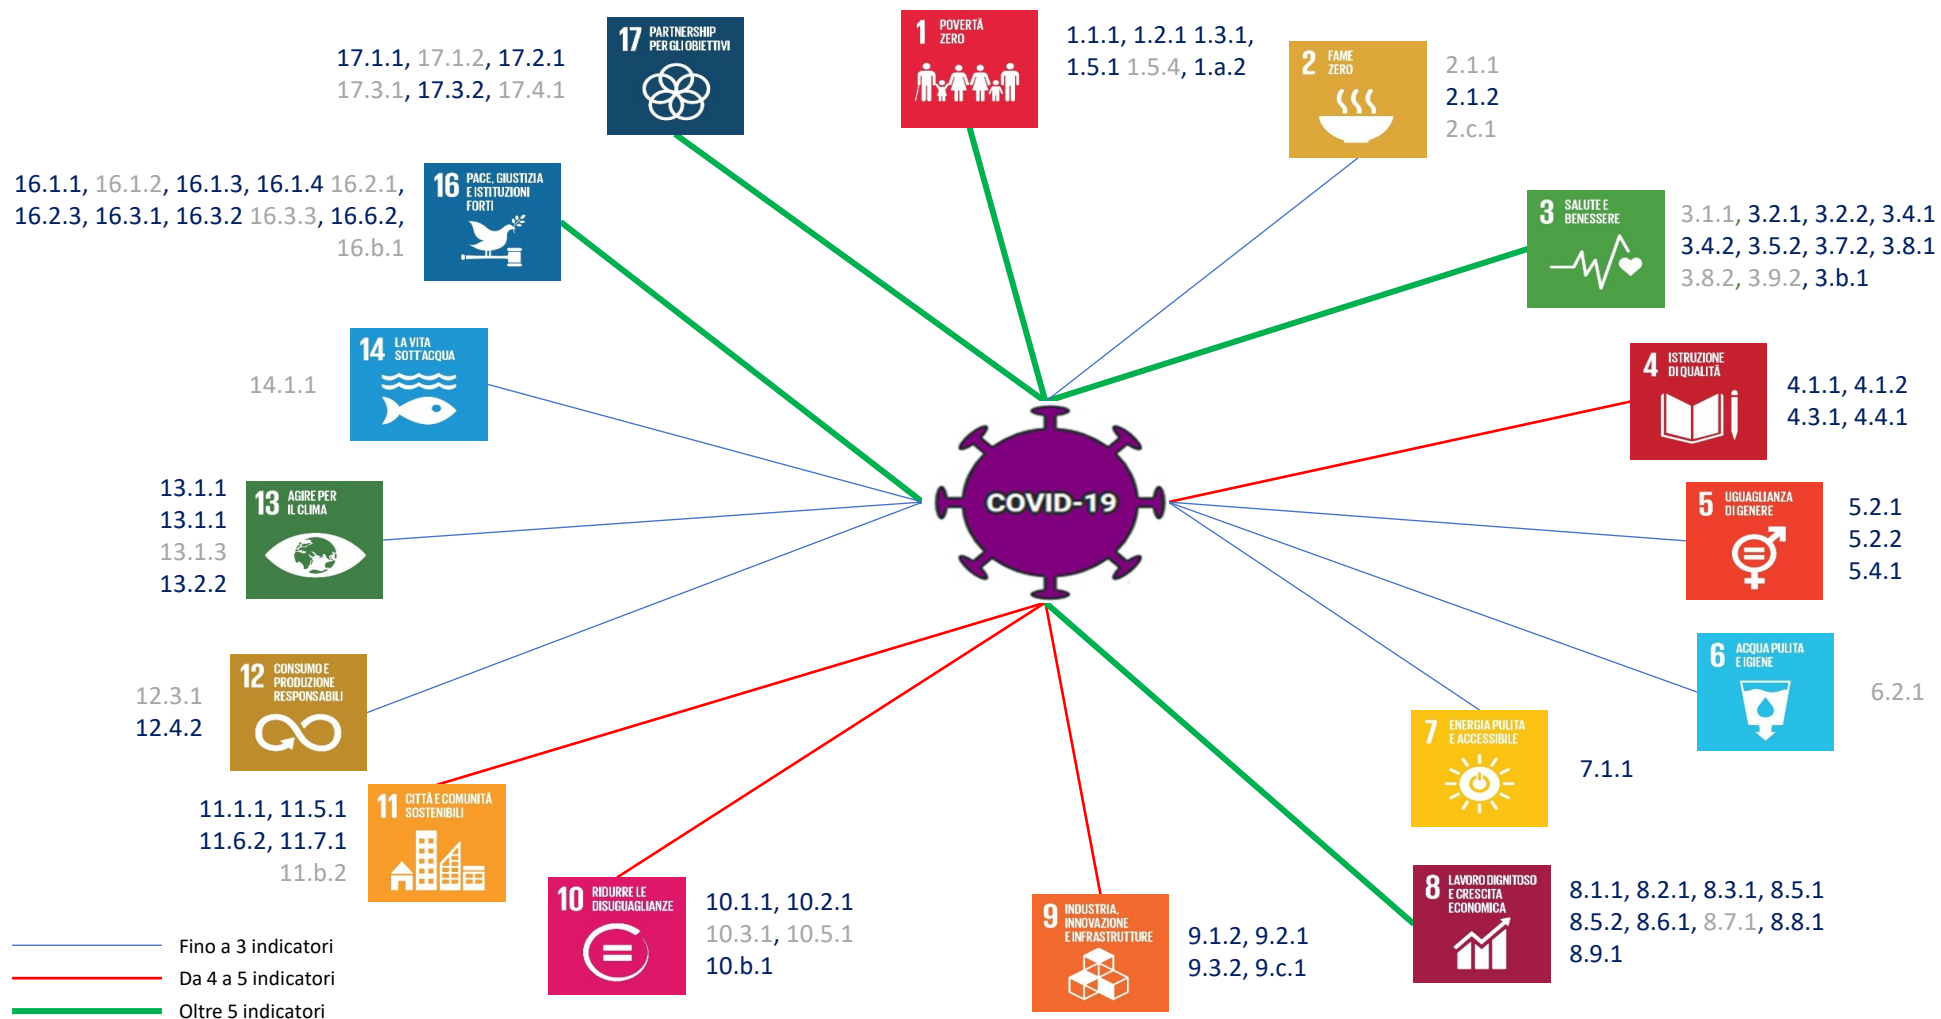 17 PARTNERSHIP
PER GLI OBIETTIVI
17.1.1, 17.1.2, 17.2.1
17.3.1, 17.3.2, 17.4.1
1 POVERTÀ
ZERO
1.1.1, 1.2.1 1.3.1,
1.5.1 1.5.4, 1.a.2
2 FAME
ZERO
2.1.1
2.1.2
2.c.1
16 PACE, GIUSTIZIA
E ISTITUZIONI
FORTI
16.1.1, 16.1.2, 16.1.3, 16.1.4 16.2.1,
16.2.3, 16.3.1, 16.3.2 16.3.3, 16.6.2,
16.b.1
3 SALUTE E
BENESSERE
3.1.1, 3.2.1, 3.2.2, 3.4.1
3.4.2, 3.5.2, 3.7.2, 3.8.1
3.8.2, 3.9.2, 3.b.1
14 LA VITA
SOTT'ACQUA
14.1.1
4 ISTRUZIONE
DI QUALITÀ
4.1.1, 4.1.2
4.3.1, 4.4.1
COVID-19
13 AGIRE PER
IL CLIMA
13.1.1
13.1.1
13.1.3
13.2.2
5 UGUAGLIANZA
DI GENERE
5.2.1
5.2.2
5.4.1
12 CONSUMO E
PRODUZIONE
RESPONSABILI
12.3.1
12.4.2
6 ACQUA PULITA
E IGIENE
6.2.1
7 ENERGIA PULITA
E ACCESSIBILE
7.1.1
11 CITTÀ E COMUNITÀ
SOSTENIBILI
11.1.1, 11.5.1
11.6.2, 11.7.1
11.b.2
10 RIDURRE LE
DISUGUAGLIANZE
10.1.1, 10.2.1
10.3.1, 10.5.1
10.b.1
9 INDUSTRIA,
INNOVAZIONE
E INFRASTRUTTURE
9.1.2, 9.2.1
9.3.2, 9.c.1
8 LAVORO DIGNITOSO
E CRESCITA
ECONOMICA
8.1.1, 8.2.1, 8.3.1, 8.5.1
8.5.2, 8.6.1, 8.7.1, 8.8.1
8.9.1
Fino a 3 indicatori
Da 4 a 5 indicatori
Oltre 5 indicatori